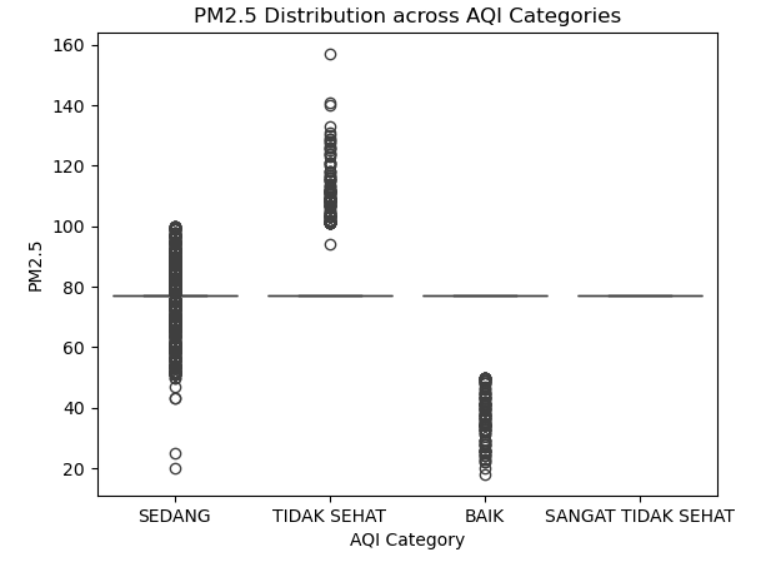 PM2.5 Distribution across AQI Categories
160
140
120
100
80
60
40
20
PM2.5
SEDANG
TIDAK SEHAT
BAIK
SANGAT TIDAK SEHAT
AQI Category